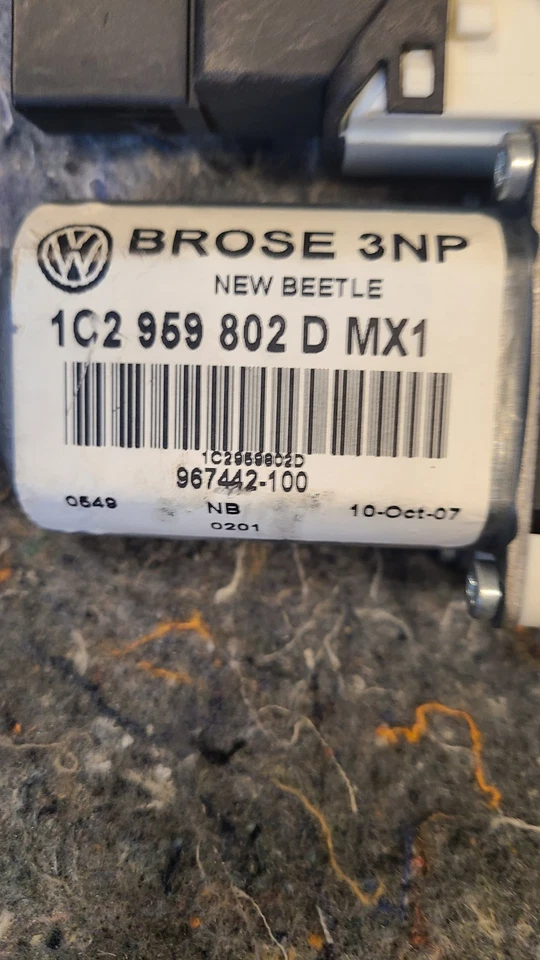 BROSE 3NP
NEW BEETLE
1C2 959 802 D MX1
1C2959802D
967442-100
0549 NB 10-Oct-07
0201